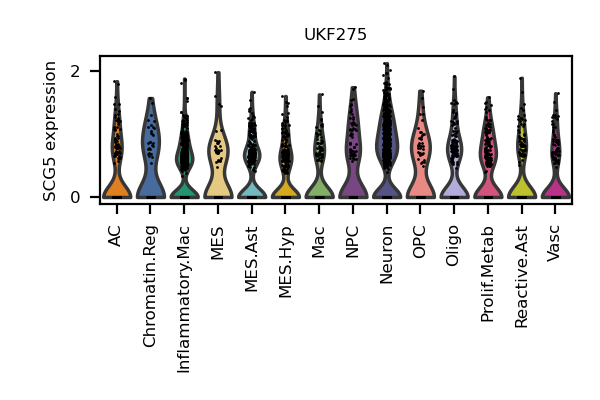 UKF275
SCG5 expression
2
0
AC
Chromatin.Reg
Inflammatory.Mac
MES
MES.Ast
MES.Hyp
Mac
NPC
Neuron
OPC
Oligo
Prolif.Metab
Reactive.Ast
Vasc